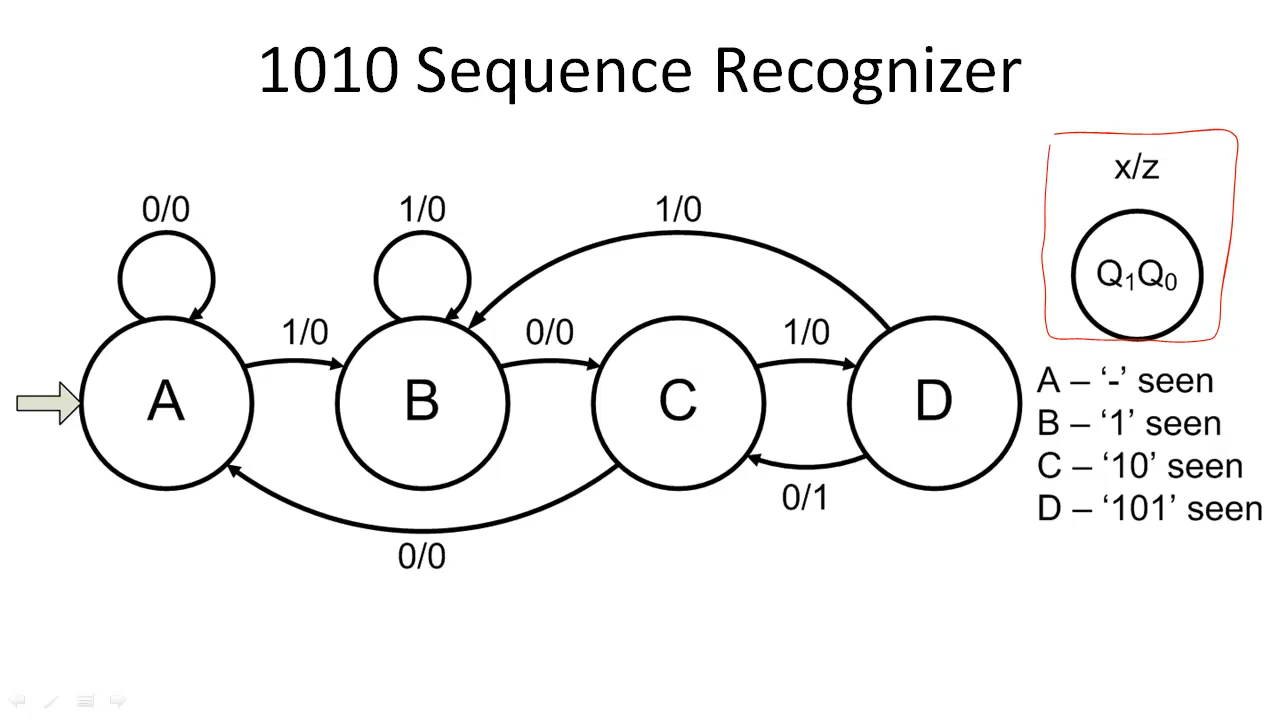 1010 Sequence Recognizer
x/z
0/0
1/0
1/0
Q₁Q₀
1/0
0/0
1/0
A
B
C
D
A – ‘-’ seen
B – ‘1’ seen
C – ‘10’ seen
D – ‘101’ seen
0/1
0/0